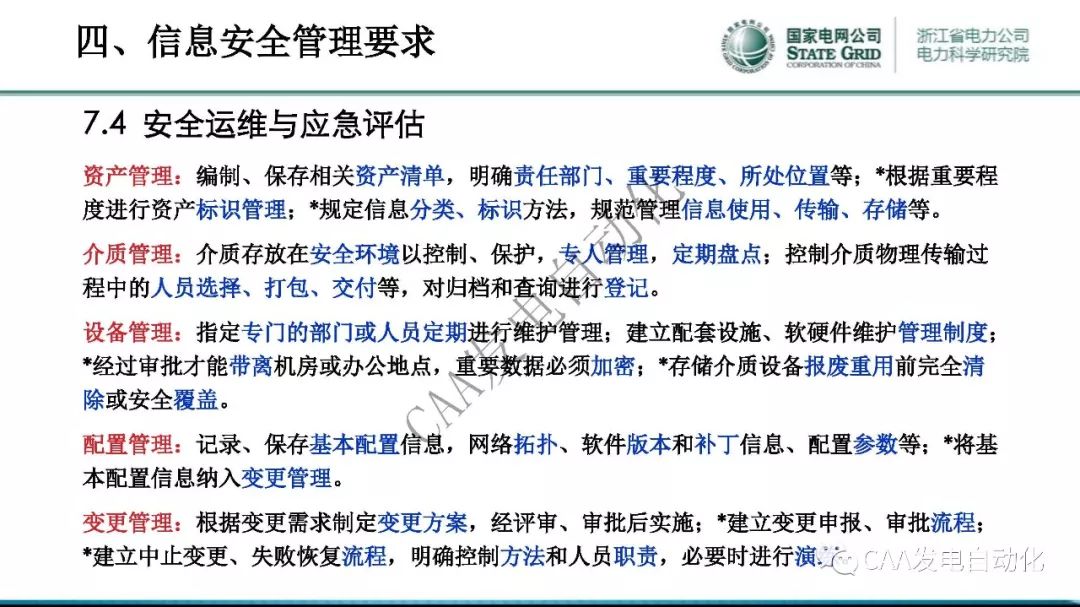 四、信息安全管理要求
国家电网公司
STATE GRID
CORPORATION OF CHINA
浙江省电力公司
电力科学研究院
7.4 安全运维与应急评估
资产管理：编制、保存相关资产清单，明确责任部门、重要程度、所处位置等；*根据重要程
度进行资产标识管理；*规定信息分类、标识方法，规范管理信息使用、传输、存储等。
介质管理：介质存放在安全环境以控制、保护，专人管理，定期盘点；控制介质物理传输过
程中的人员选择、打包、交付等，对归档和查询进行登记。
设备管理：指定专门的部门或人员定期进行维护管理；建立配套设施、软硬件维护管理制度；
*经过审批才能带离机房或办公地点，重要数据必须加密；*存储介质设备报废重用前完全清
除或安全覆盖。
配置管理：记录、保存基本配置信息，网络拓扑、软件版本和补丁信息、配置参数等；*将基
本配置信息纳入变更管理。
变更管理：根据变更需求制定变更方案，经评审、审批后实施；*建立变更申报、审批流程；
*建立中止变更、失败恢复流程，明确控制方法和人员职责，必要时进行演
CAA发电自动化
CAA发电自动化